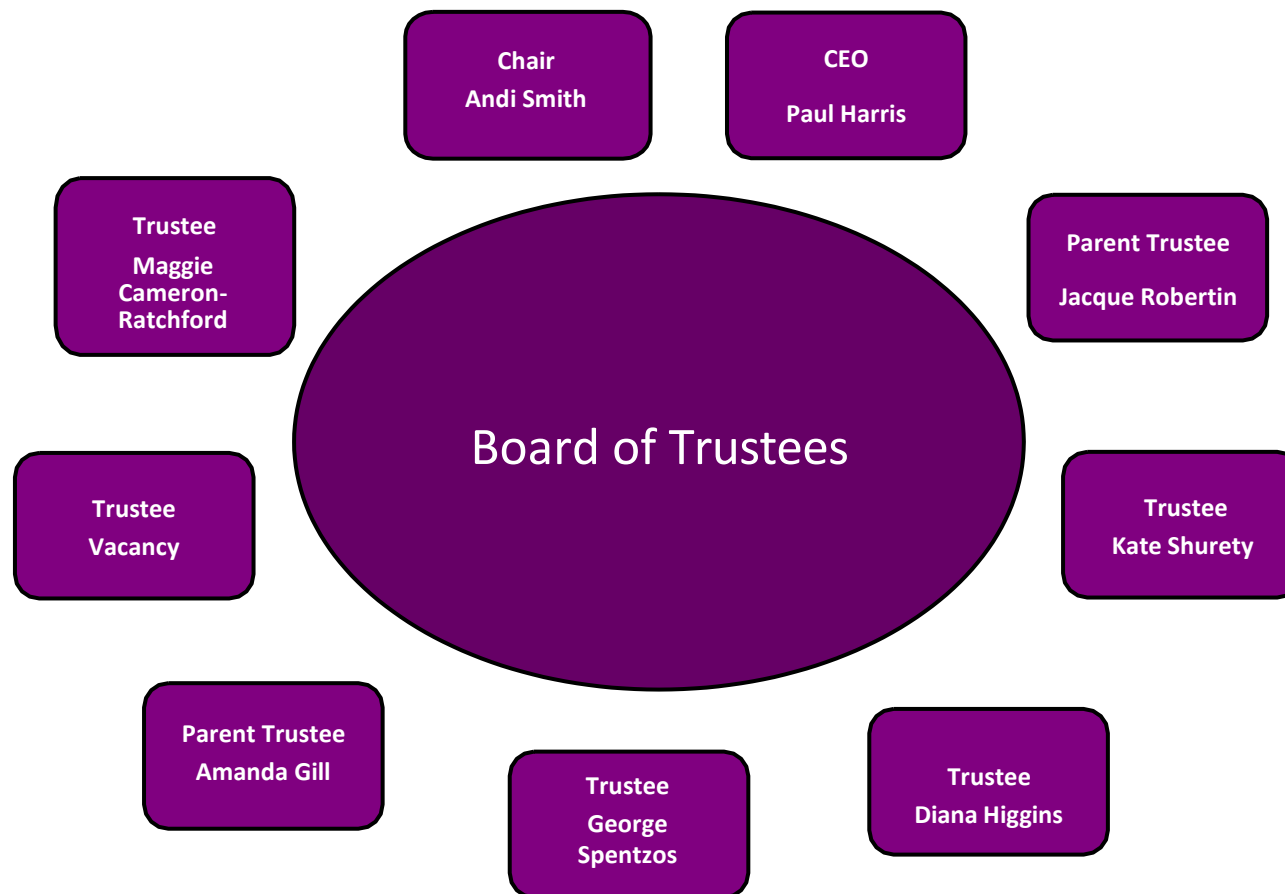 Chair
Andi Smith
CEO
Paul Harris
Trustee
Maggie
Cameron-
Ratchford
Parent Trustee
Jacque Robertin
Board of Trustees
Trustee
Vacancy
Trustee
Kate Shurety
Parent Trustee
Amanda Gill
Trustee
George
Spentzos
Trustee
Diana Higgins